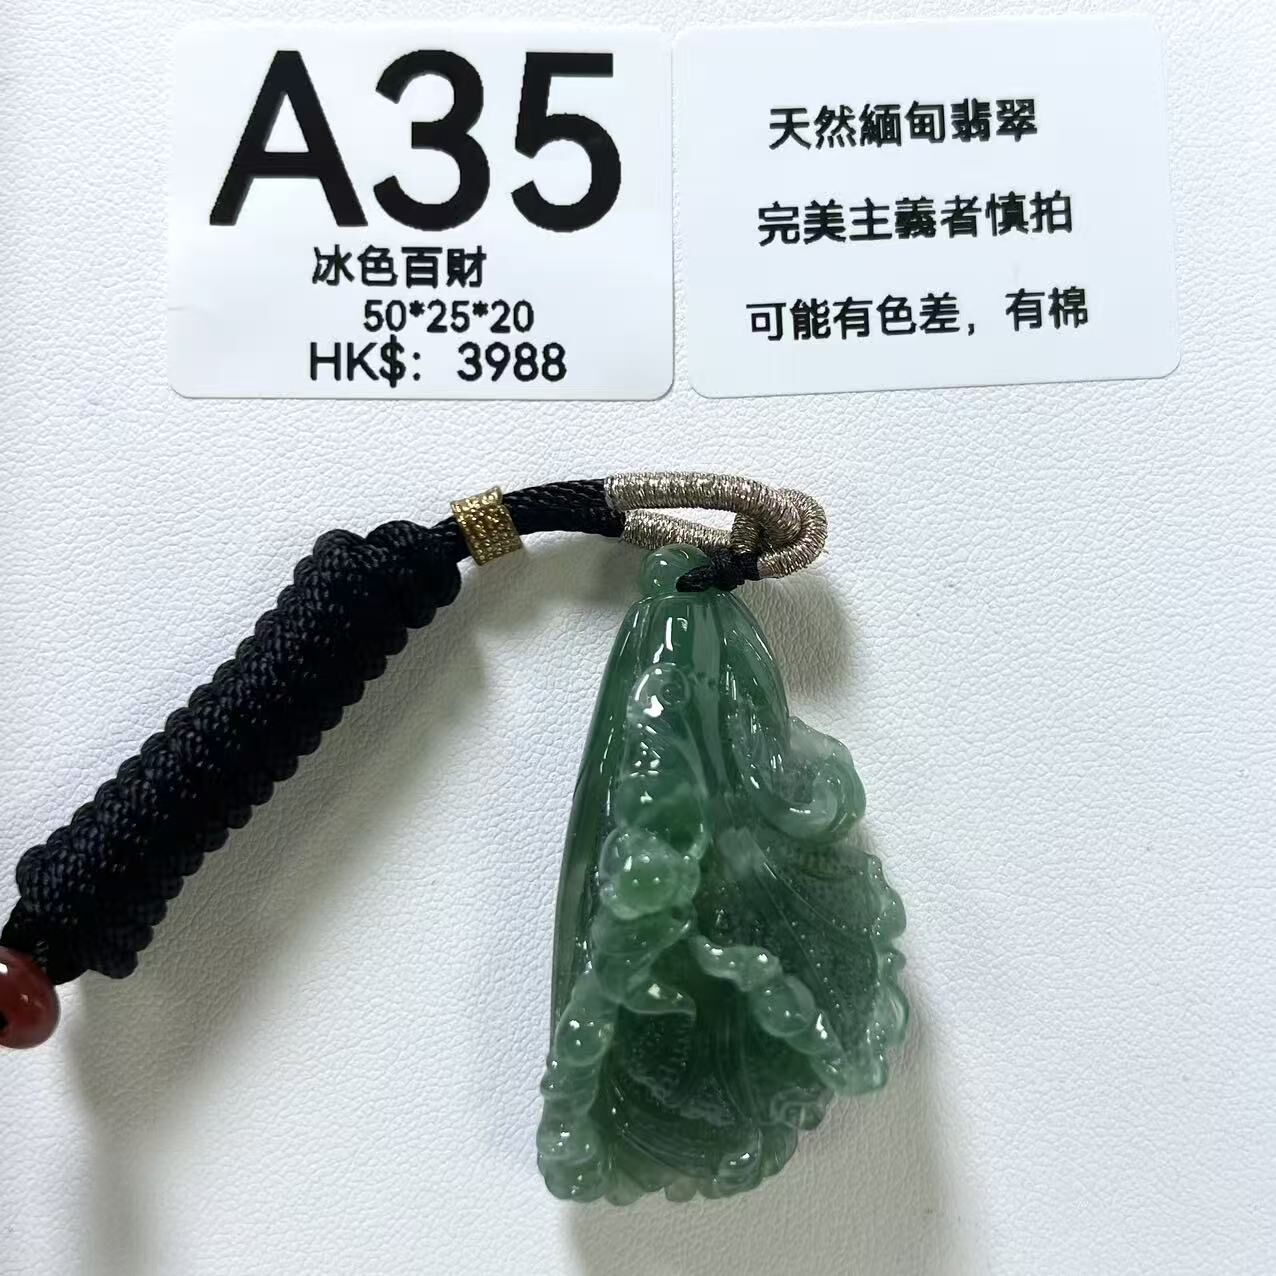 A35
冰色百財
50*25*20
HK$: 3988
天然緬甸翡翠
完美主義者慎拍
可能有色差，有棉